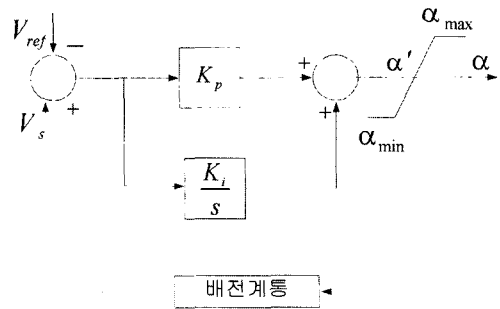 V_ref
−
+
V_s
K_p
+
+
α'
α_max
α
α_min
K_i
s
배전계통